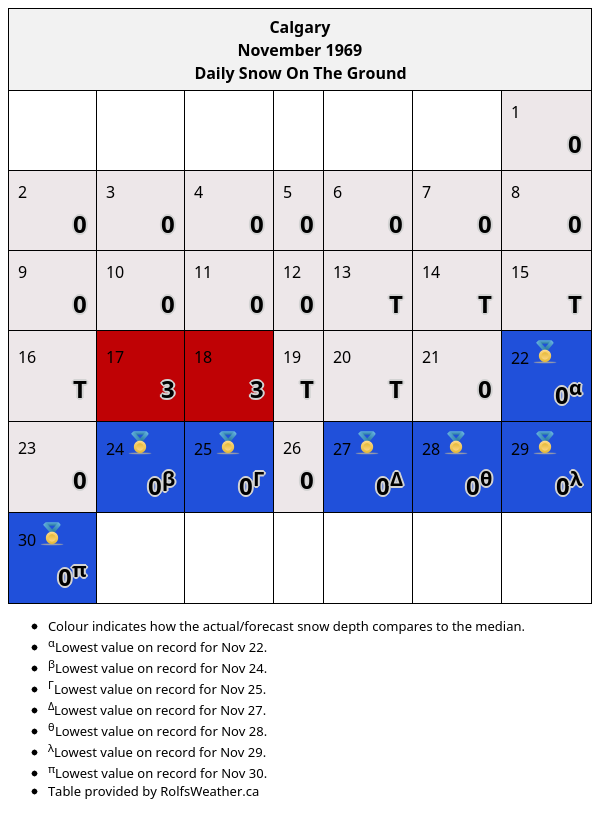 Calgary
November 1969
Daily Snow On The Ground
1
0
2 3 4 5 6 7 8
0 0 0 0 0 0 0
9 10 11 12 13 14 15
0 0 0 0 T T T
16 17 18 19 20 21 22
T 3 3 T T 0 0α
23 24 25 26 27 28 29
0 0β 0Γ 0 0Δ 0θ 0λ
30
0π
• Colour indicates how the actual/forecast snow depth compares to the median.
• αLowest value on record for Nov 22.
• βLowest value on record for Nov 24.
• ΓLowest value on record for Nov 25.
• ΔLowest value on record for Nov 27.
• θLowest value on record for Nov 28.
• λLowest value on record for Nov 29.
• πLowest value on record for Nov 30.
• Table provided by RolfsWeather.ca